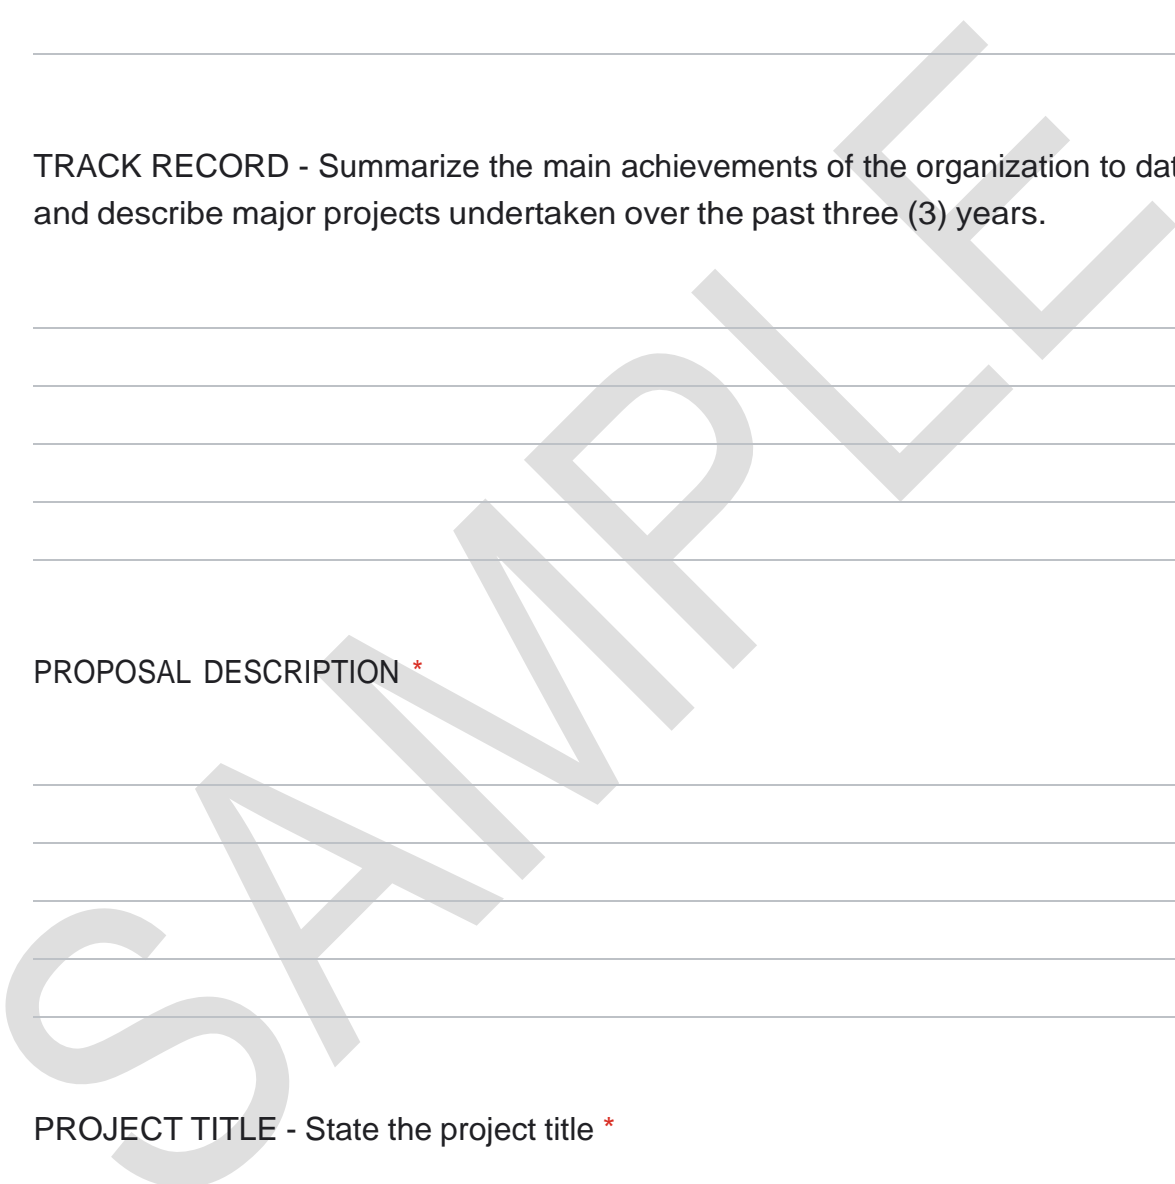 TRACK RECORD - Summarize the main achievements of the organization to dat
and describe major projects undertaken over the past three (3) years.
PROPOSAL DESCRIPTION *
PROJECT TITLE - State the project title *
SAMPLE